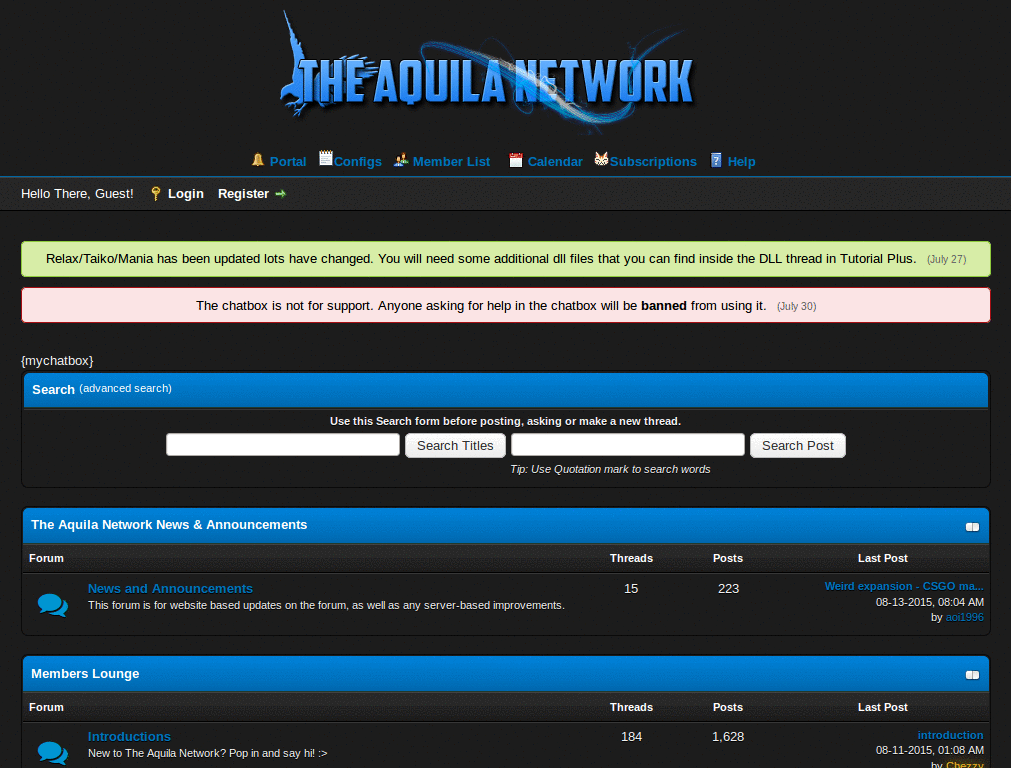 THE AQUILA NETWORK
Portal Configs Member List Calendar Subscriptions Help
Hello There, Guest! Login Register
Relax/Taiko/Mania has been updated lots have changed. You will need some additional dll files that you can find inside the DLL thread in Tutorial Plus. (July 27)
The chatbox is not for support. Anyone asking for help in the chatbox will be banned from using it. (July 30)
{mychatbox}
Search (advanced search)
Use this Search form before posting, asking or make a new thread.
Search Titles Search Post
Tip: Use Quotation mark to search words
The Aquila Network News & Announcements
Forum Threads Posts Last Post
News and Announcements 15 223 Weird expansion - CSGO ma...
This forum is for website based updates on the forum, as well as any server-based improvements. 08-13-2015, 08:04 AM
by aoi1996
Members Lounge
Forum Threads Posts Last Post
Introductions 184 1,628 introduction
New to The Aquila Network? Pop in and say hi! :> 08-11-2015, 01:08 AM
by Chezzy